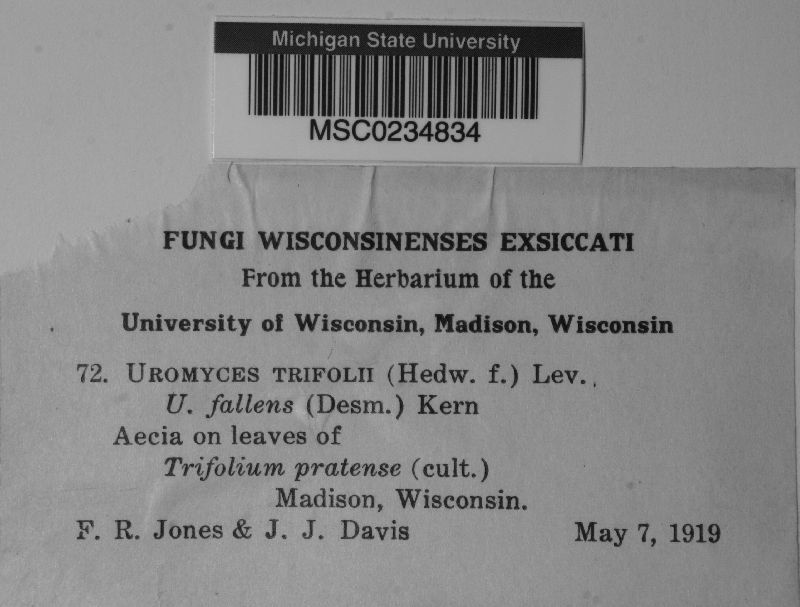 Michigan State University
MSC0234834
FUNGI WISCONSINENSES EXSICCATI
From the Herbarium of the
University of Wisconsin, Madison, Wisconsin
72. UROMYCES TRIFOLII (Hedw. f.) Lev.
U. fallens (Desm.) Kern
Aecia on leaves of
Trifolium pratense (cult.)
Madison, Wisconsin.
F. R. Jones & J. J. Davis May 7, 1919